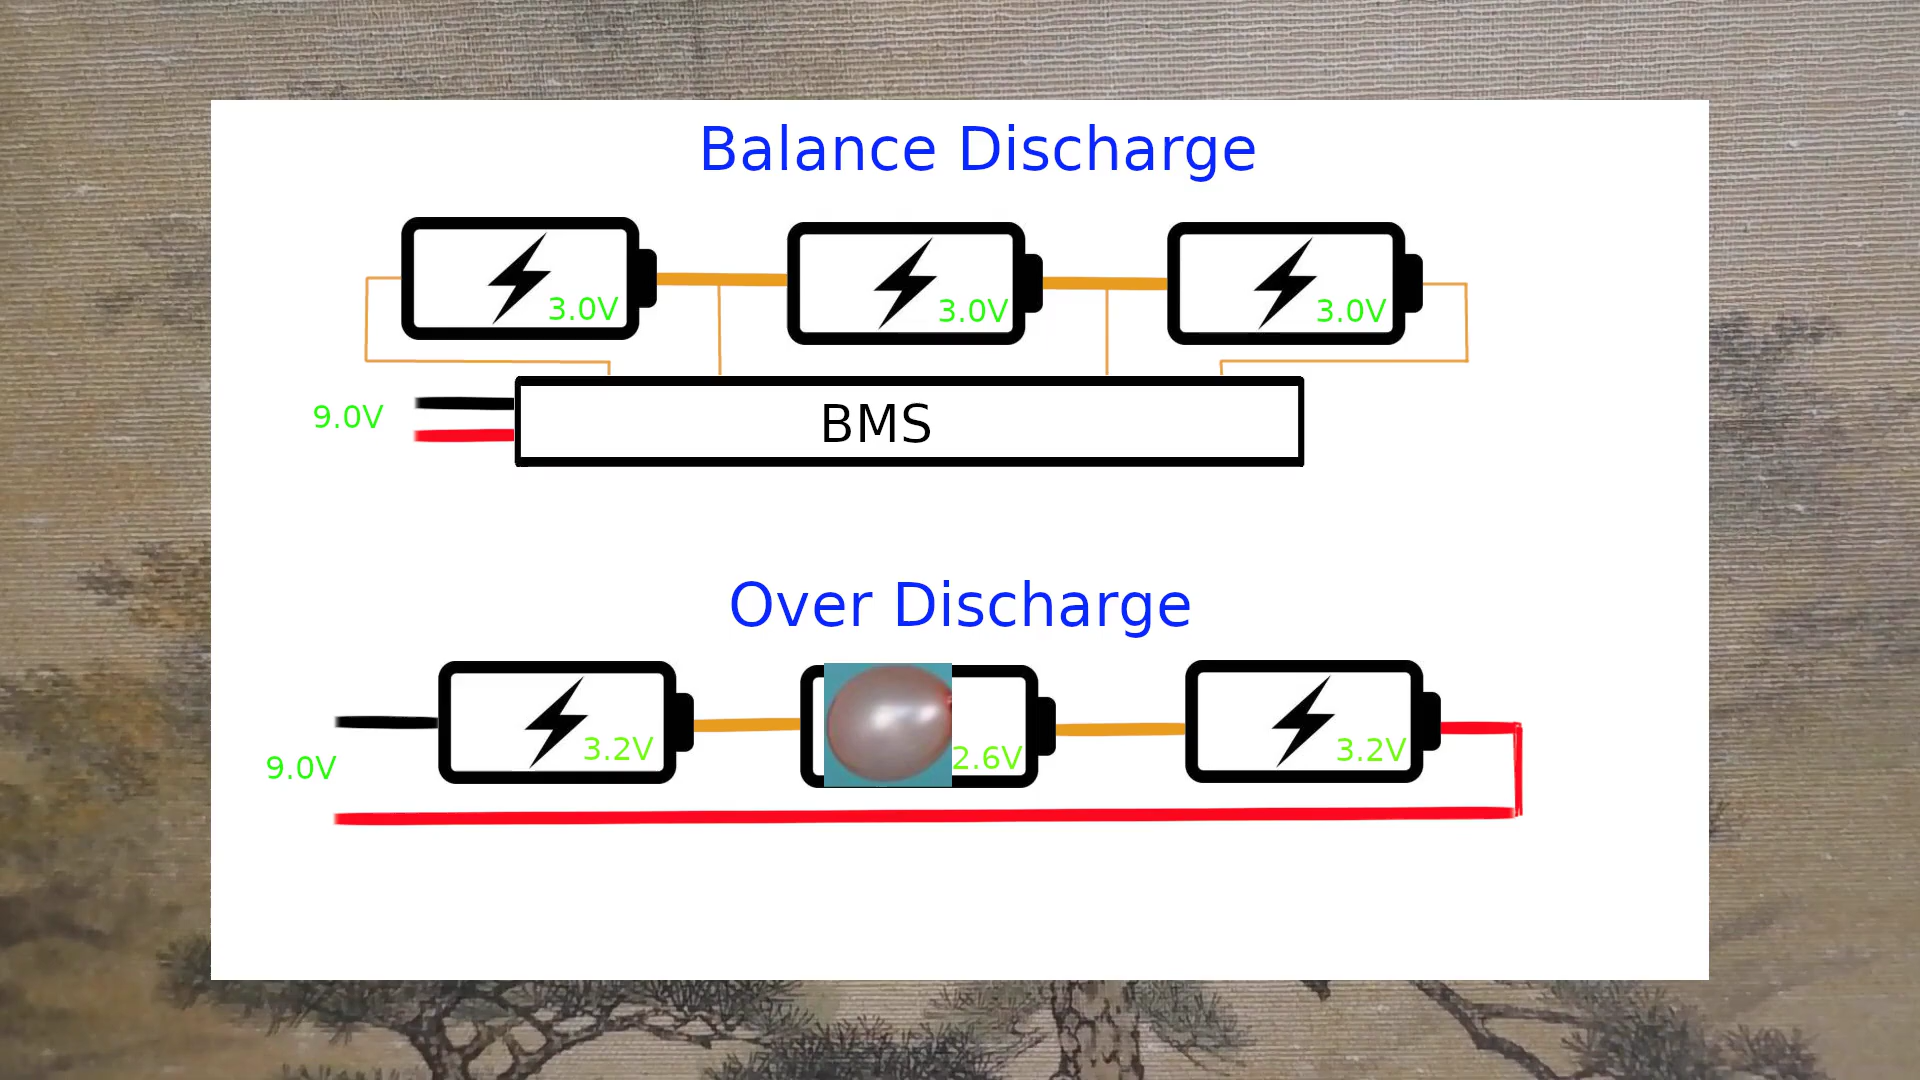 Balance Discharge
3.0V 3.0V 3.0V
9.0V
BMS
Over Discharge
3.2V 2.6V 3.2V
9.0V